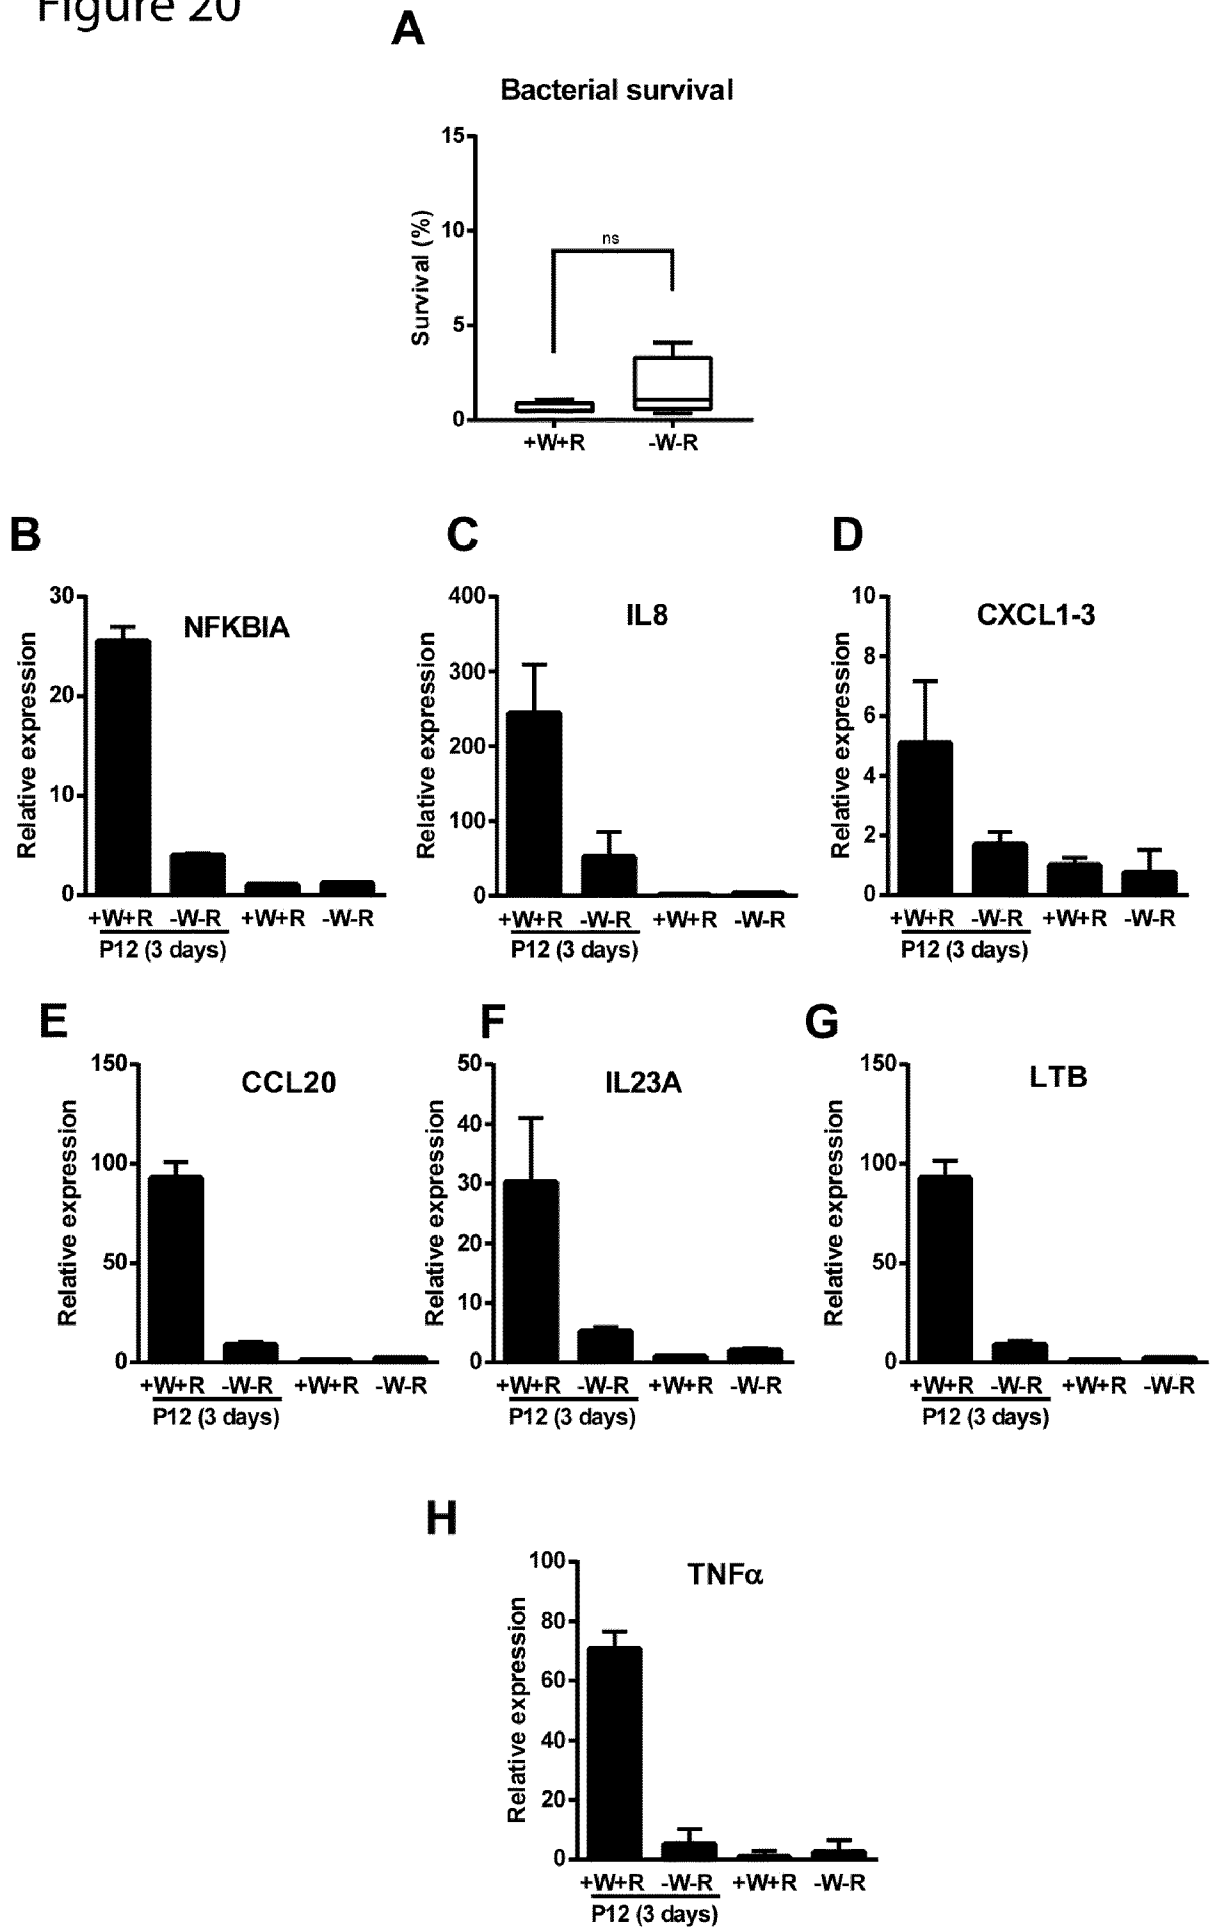 Figure 20
A
Bacterial survival
15
10
5
0
Survival (%)
ns
+W+R -W-R
B
NFKBIA
30
20
10
0
Relative expression
+W+R -W-R +W+R -W-R
P12 (3 days)
C
IL8
400
300
200
100
0
Relative expression
+W+R -W-R +W+R -W-R
P12 (3 days)
D
CXCL1-3
10
8
6
4
2
0
Relative expression
+W+R -W-R +W+R -W-R
P12 (3 days)
E
CCL20
150
100
50
0
Relative expression
+W+R -W-R +W+R -W-R
P12 (3 days)
F
IL23A
50
40
30
20
10
0
Relative expression
+W+R -W-R +W+R -W-R
P12 (3 days)
G
LTB
150
100
50
0
Relative expression
+W+R -W-R +W+R -W-R
P12 (3 days)
H
TNFα
100
80
60
40
20
0
Relative expression
+W+R -W-R +W+R -W-R
P12 (3 days)